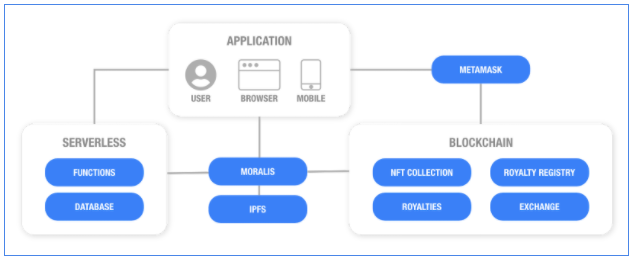 APPLICATION
USER
BROWSER
MOBILE
METAMASK
SERVERLESS
FUNCTIONS
DATABASE
MORALIS
IPFS
BLOCKCHAIN
NFT COLLECTION
ROYALTY REGISTRY
ROYALTIES
EXCHANGE